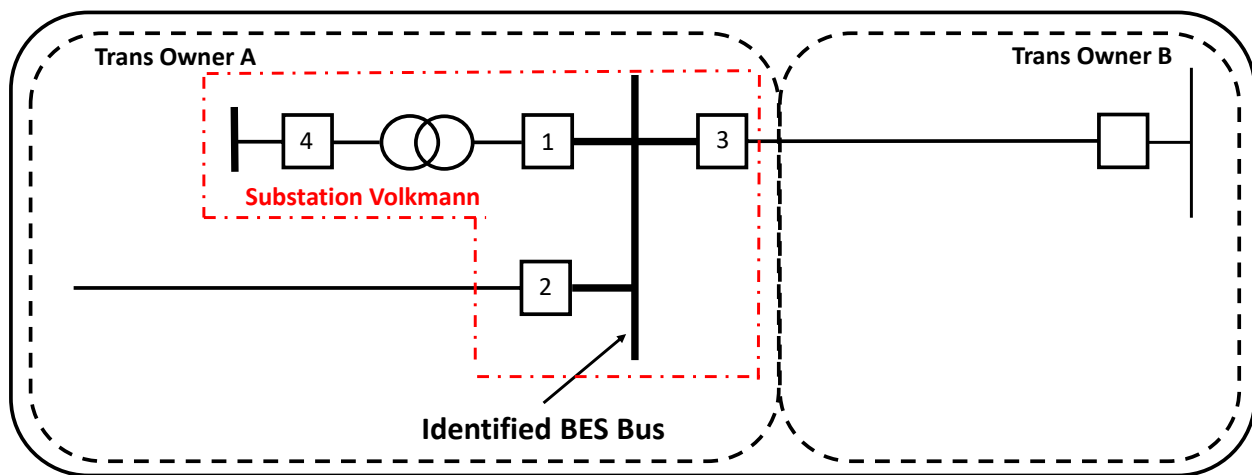 Trans Owner A
Trans Owner B
4
1
3
Substation Volkmann
2
Identified BES Bus